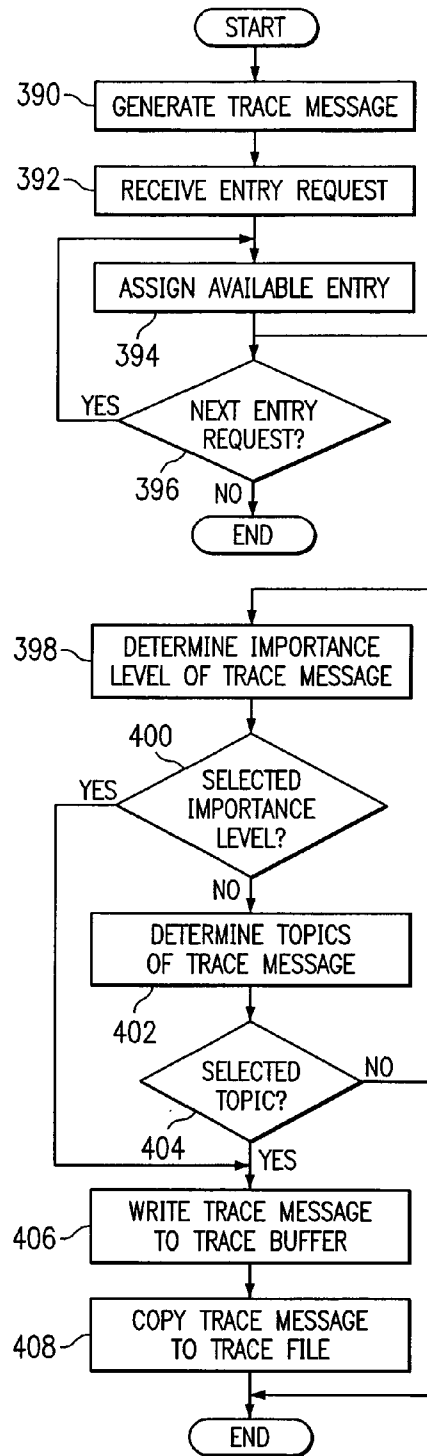 START
390
GENERATE TRACE MESSAGE
392
RECEIVE ENTRY REQUEST
ASSIGN AVAILABLE ENTRY
394
YES
NEXT ENTRY
REQUEST?
396
NO
END
398
DETERMINE IMPORTANCE
LEVEL OF TRACE MESSAGE
400
YES
SELECTED
IMPORTANCE
LEVEL?
NO
DETERMINE TOPICS
OF TRACE MESSAGE
402
SELECTED
TOPIC?
NO
404
YES
406
WRITE TRACE MESSAGE
TO TRACE BUFFER
408
COPY TRACE MESSAGE
TO TRACE FILE
END